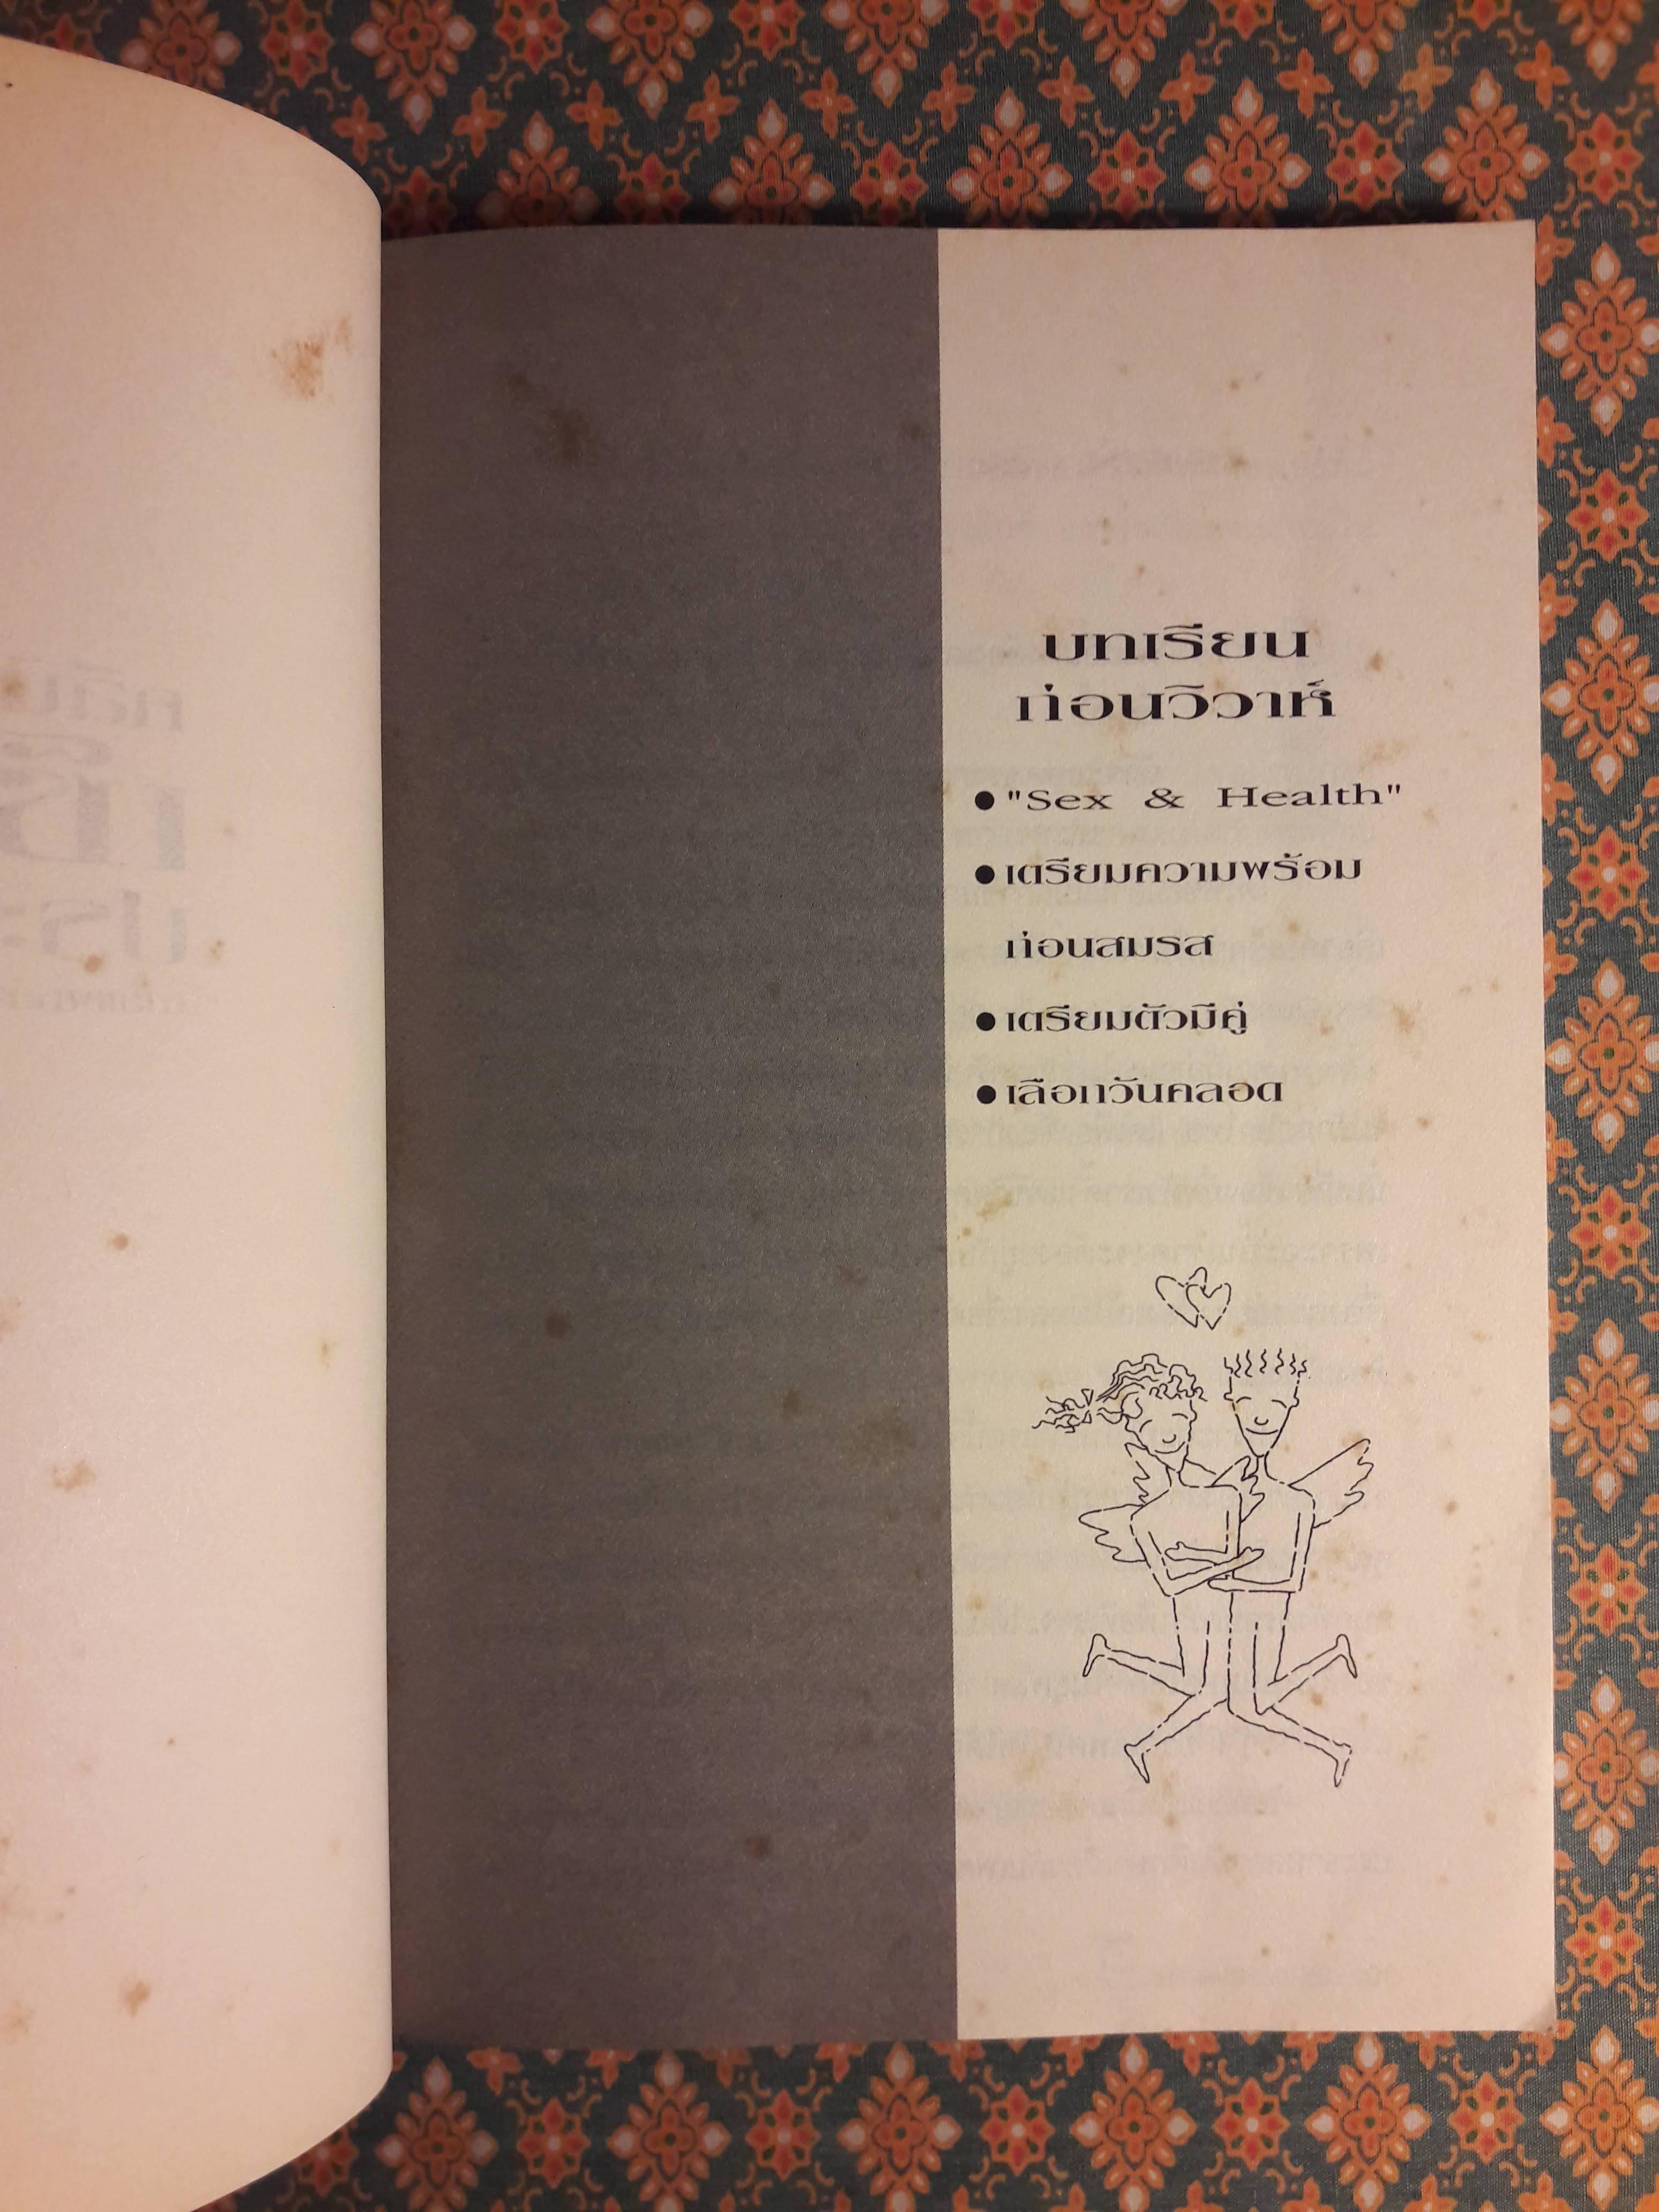 บทเรียน
ก่อนวิวาห์
● "Sex & Health"
● เตรียมความพร้อม
ก่อนสมรส
● เตรียมตัวมีคู่
● เลือกวันคลอด